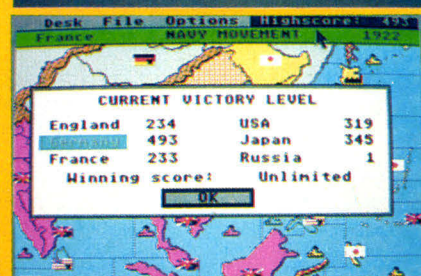 Desk File Options Highscore: 493
France NAVY MOVEMENT 1922
CURRENT VICTORY LEVEL
England 234 USA 319
Germany 493 Japan 345
France 233 Russia 1
Winning score: Unlimited
OK